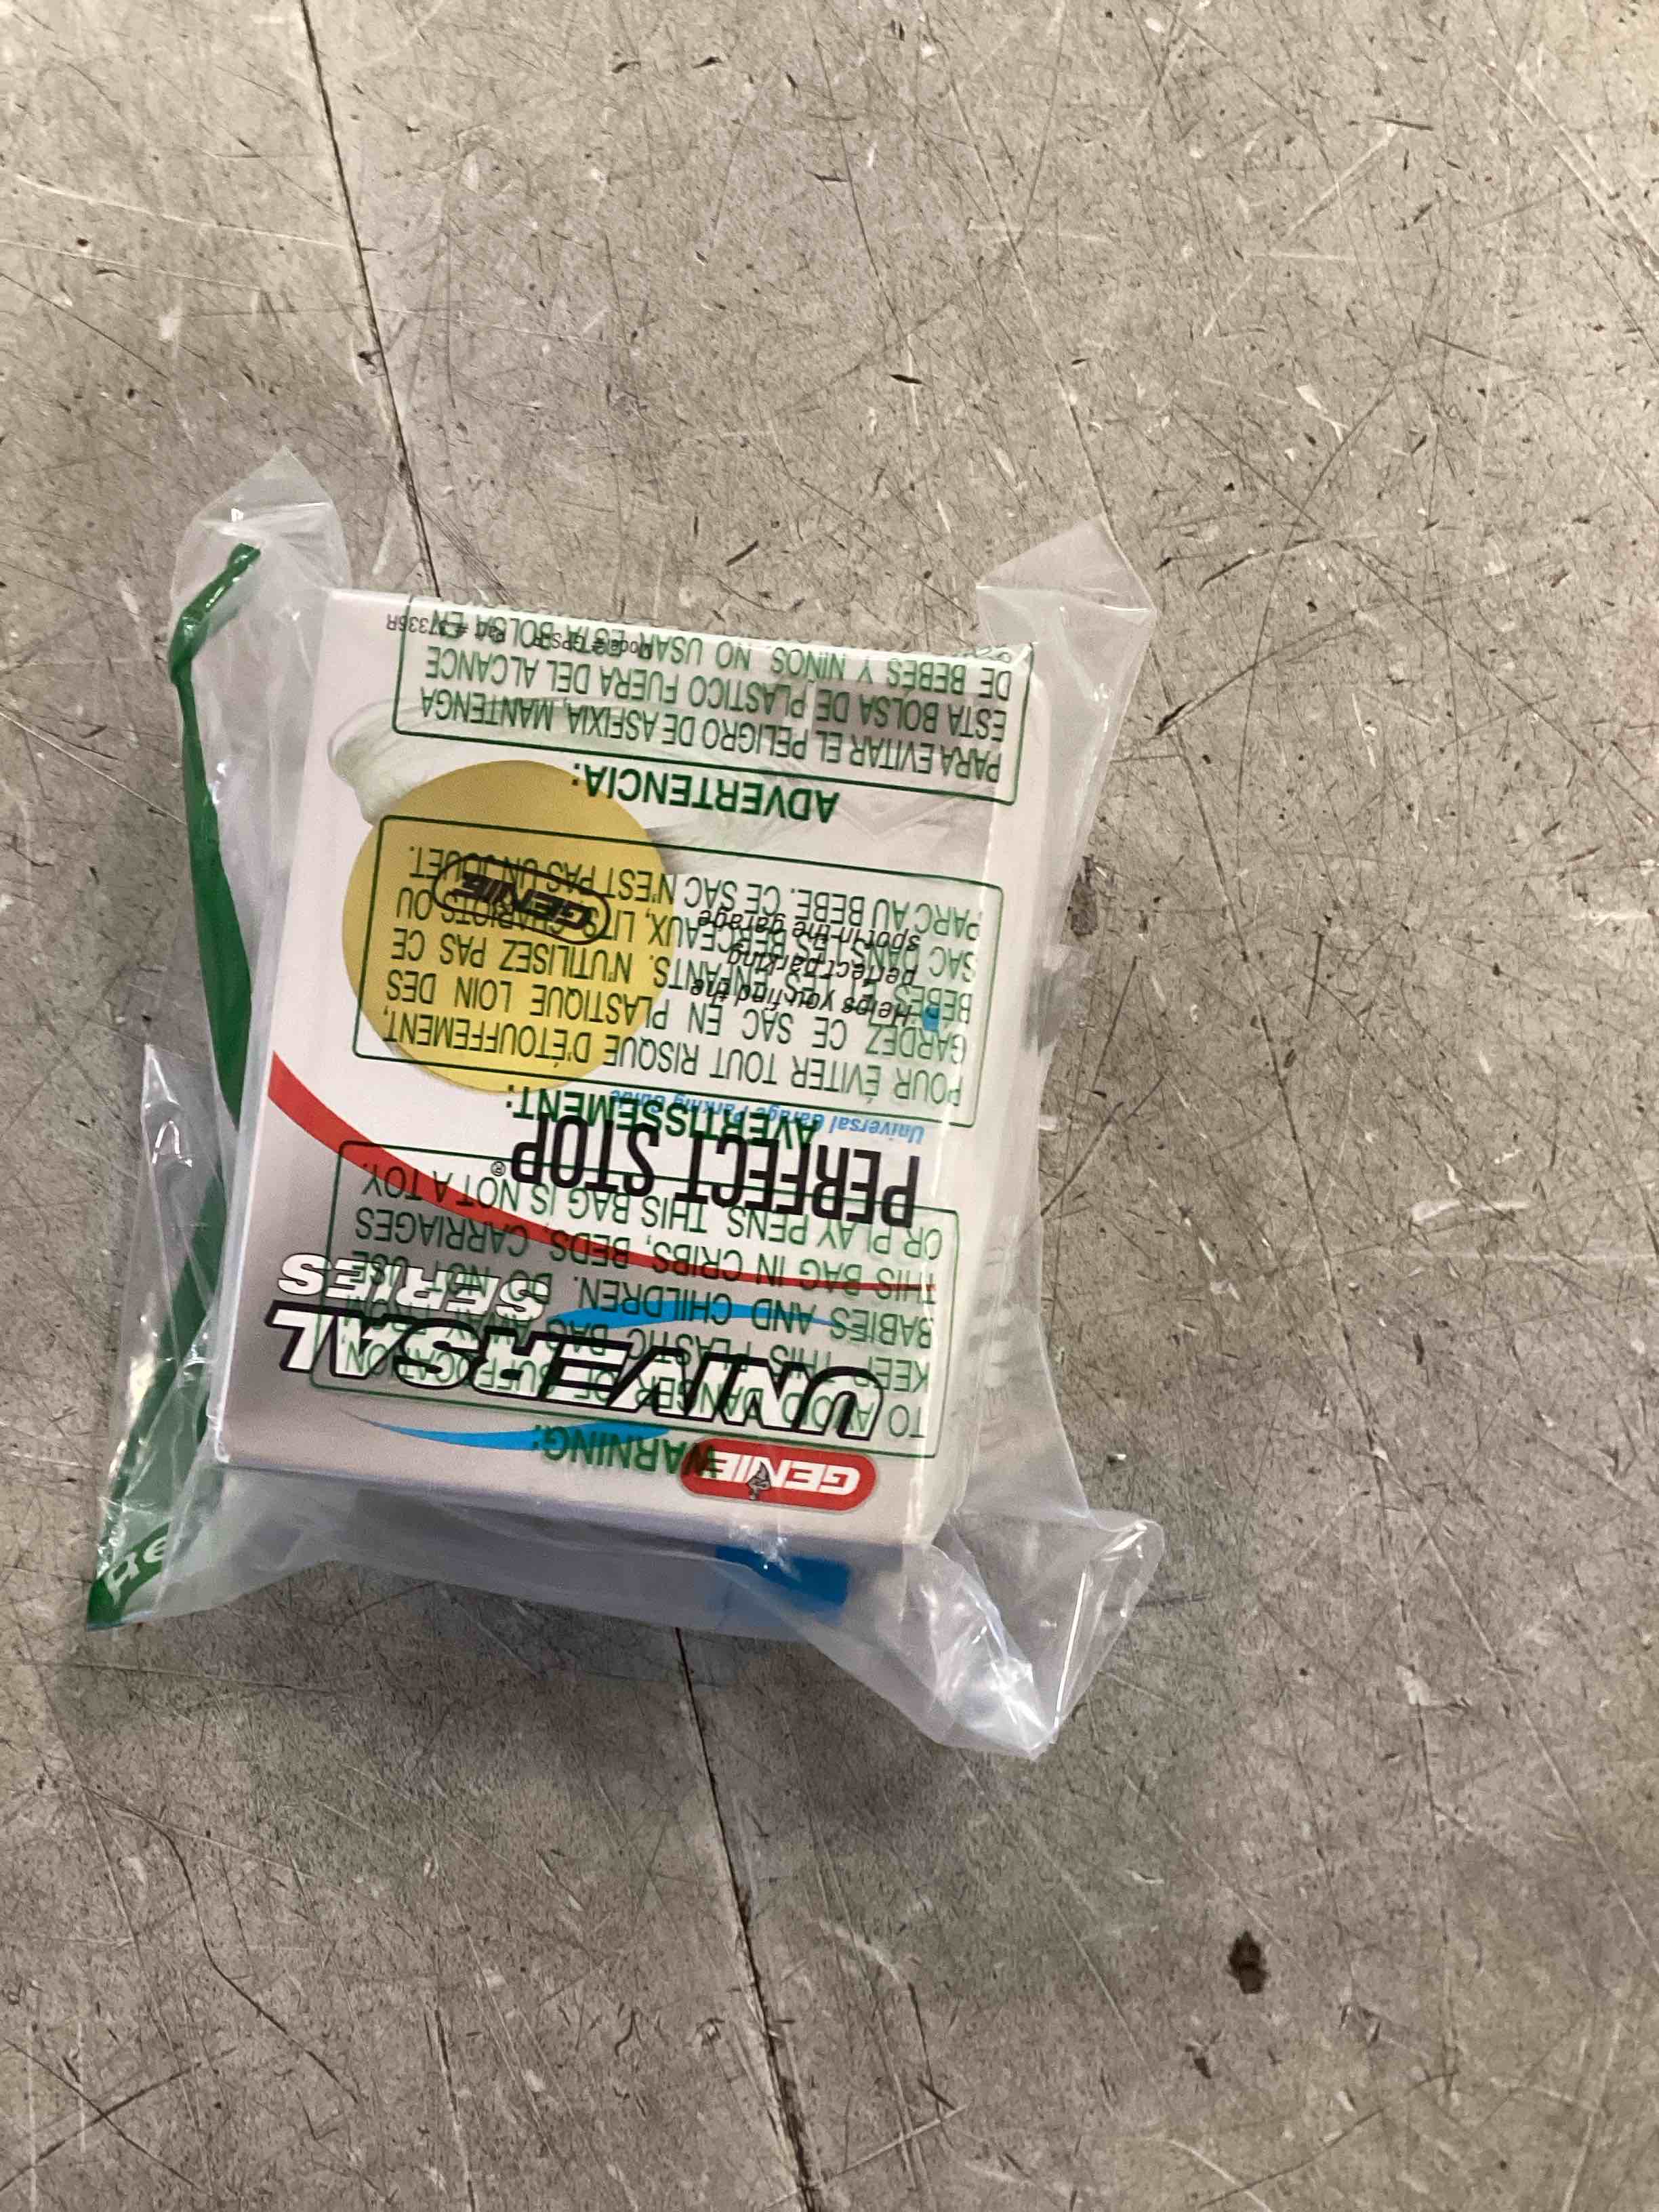 GENIE
UNIVERSAL
SERIES
PERFECT STOP®
Universal Garage Parking Guide
Helps you find the
perfect parking
spot in the garage
GENIE
Part # 37336R
WARNING:
TO AVOID DANGER OF SUFFOCATION,
KEEP THIS PLASTIC BAG AWAY FROM
BABIES AND CHILDREN. DO NOT USE
THIS BAG IN CRIBS, BEDS, CARRIAGES
OR PLAY PENS. THIS BAG IS NOT A TOY.
AVERTISSEMENT:
POUR ÉVITER TOUT RISQUE D'ÉTOUFFEMENT,
GARDEZ CE SAC EN PLASTIQUE LOIN DES
BEBES ET LES ENFANTS. N'UTILISEZ PAS CE
SAC DANS LES BERCEAUX, LITS, CHARIOTS OU
PARC AU BEBE. CE SAC N'EST PAS UN JOUET.
ADVERTENCIA:
PARA EVITAR EL PELIGRO DE ASFIXIA, MANTENGA
ESTA BOLSA DE PLASTICO FUERA DEL ALCANCE
DE BEBES Y NIÑOS. NO USAR ESTA BOLSA EN